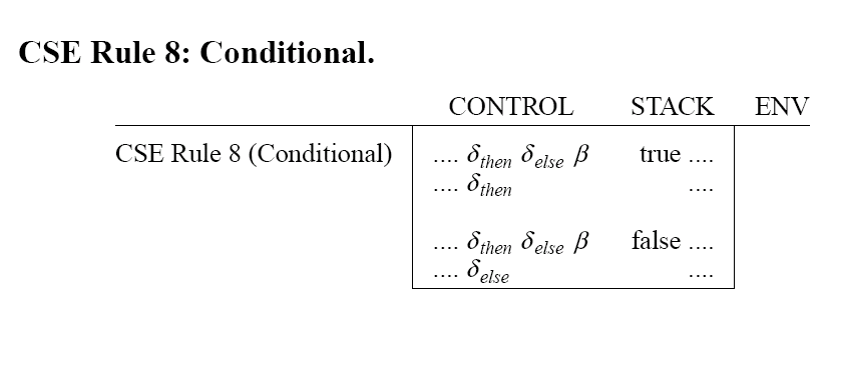 CSE Rule 8: Conditional.
CONTROL STACK ENV
CSE Rule 8 (Conditional) .... δthen δelse β true ....
.... δthen ....
.... δthen δelse β false ....
.... δelse ....